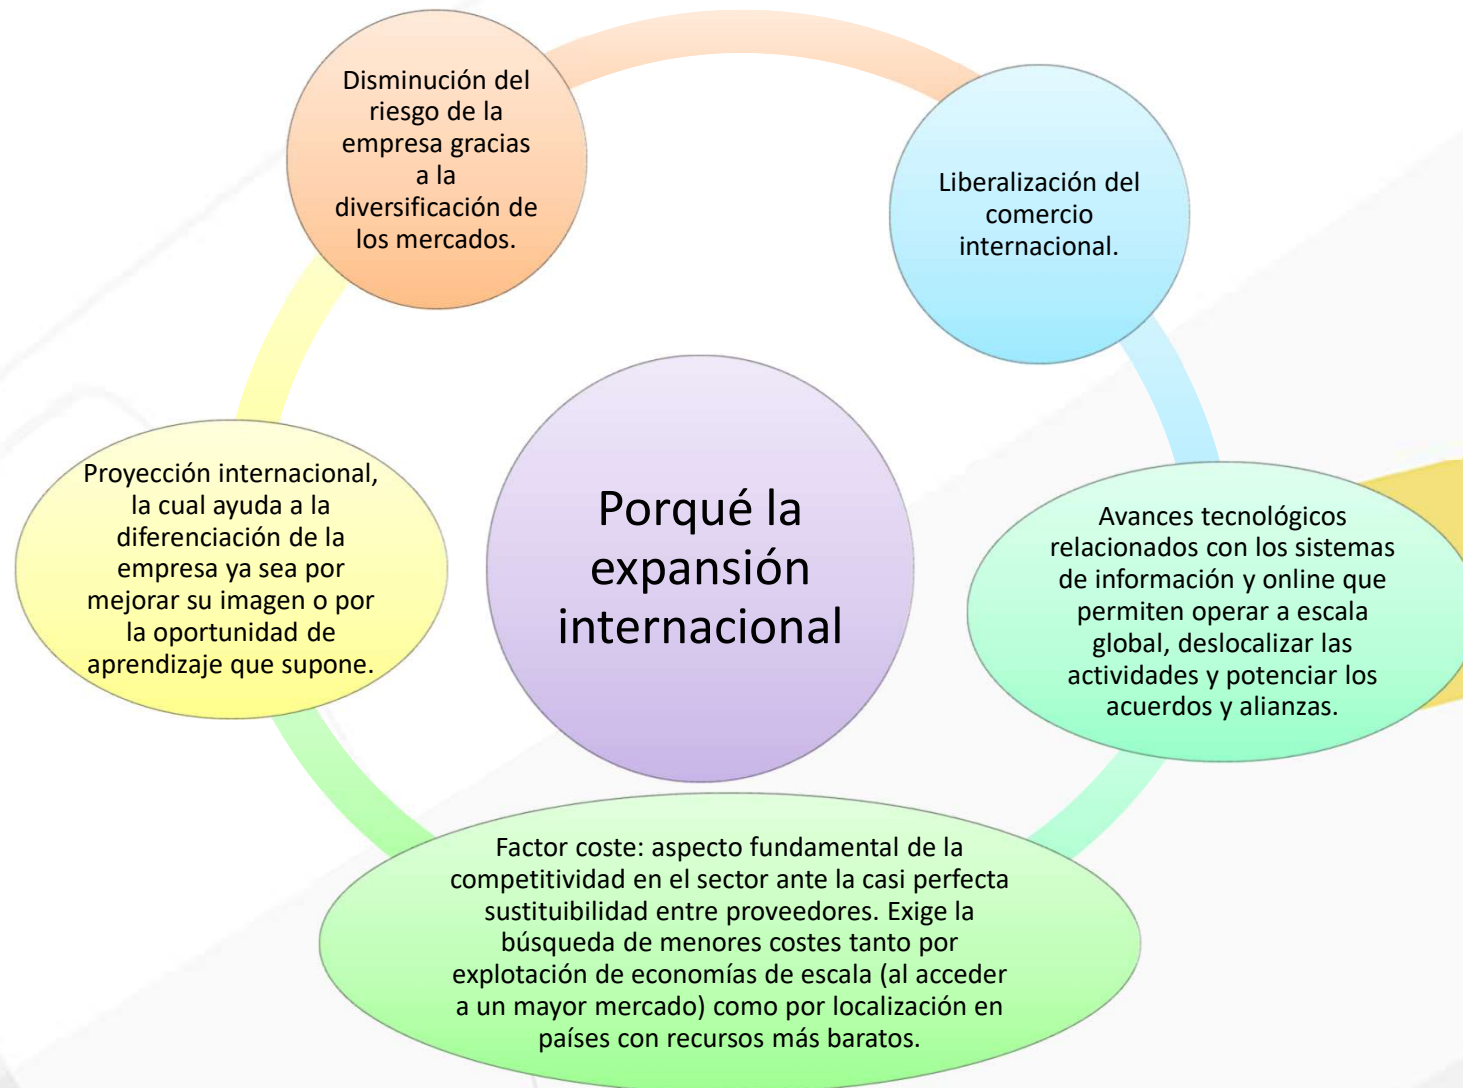 Disminución del
riesgo de la
empresa gracias
a la
diversificación de
los mercados.
Liberalización del
comercio
internacional.
Proyección internacional,
la cual ayuda a la
diferenciación de la
empresa ya sea por
mejorar su imagen o por
la oportunidad de
aprendizaje que supone.
Porqué la
expansión
internacional
Avances tecnológicos
relacionados con los sistemas
de información y online que
permiten operar a escala
global, deslocalizar las
actividades y potenciar los
acuerdos y alianzas.
Factor coste: aspecto fundamental de la
competitividad en el sector ante la casi perfecta
sustituibilidad entre proveedores. Exige la
búsqueda de menores costes tanto por
explotación de economías de escala (al acceder
a un mayor mercado) como por localización en
países con recursos más baratos.